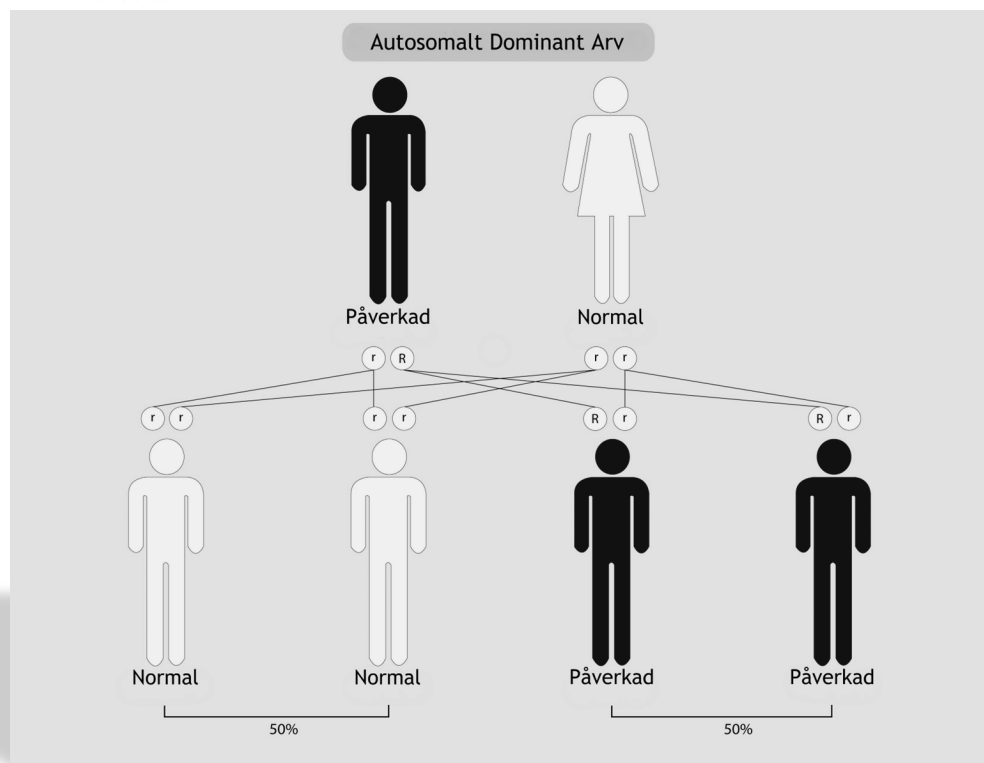 Autosomalt Dominant Arv
Påverkad Normal
r R r r
r r r r R r R r
Normal Normal Påverkad Påverkad
50% 50%